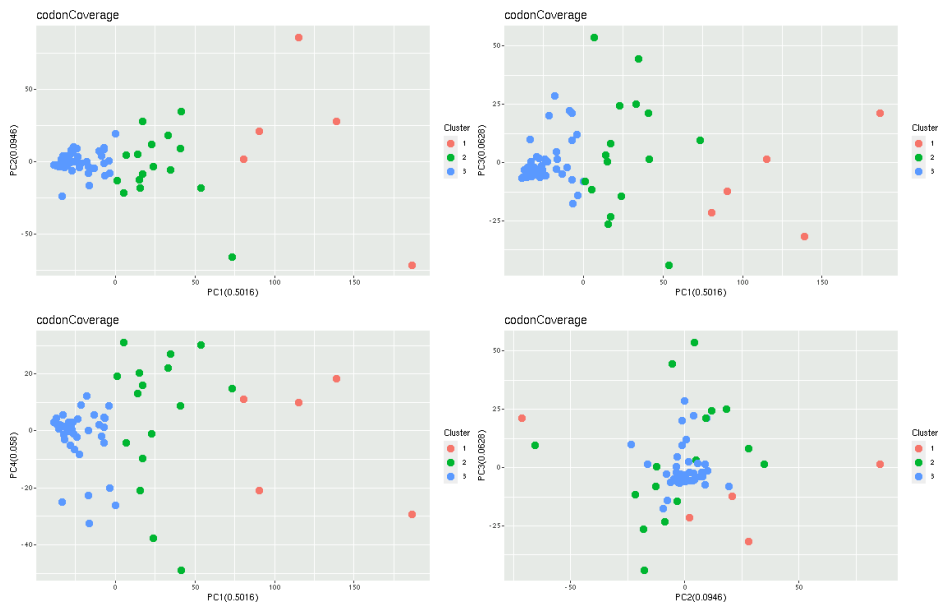 codonCoverage
PC2(0.0946)
50
0
-50
0
50
100
150
PC1(0.5016)
Cluster
1
2
3
codonCoverage
PC3(0.0628)
50
25
0
-25
0
50
100
150
PC1(0.5016)
Cluster
1
2
3
codonCoverage
PC4(0.058)
20
0
-20
-40
0
50
100
150
PC1(0.5016)
Cluster
1
2
3
codonCoverage
PC3(0.0628)
50
25
0
-25
-50
0
50
PC2(0.0946)
Cluster
1
2
3